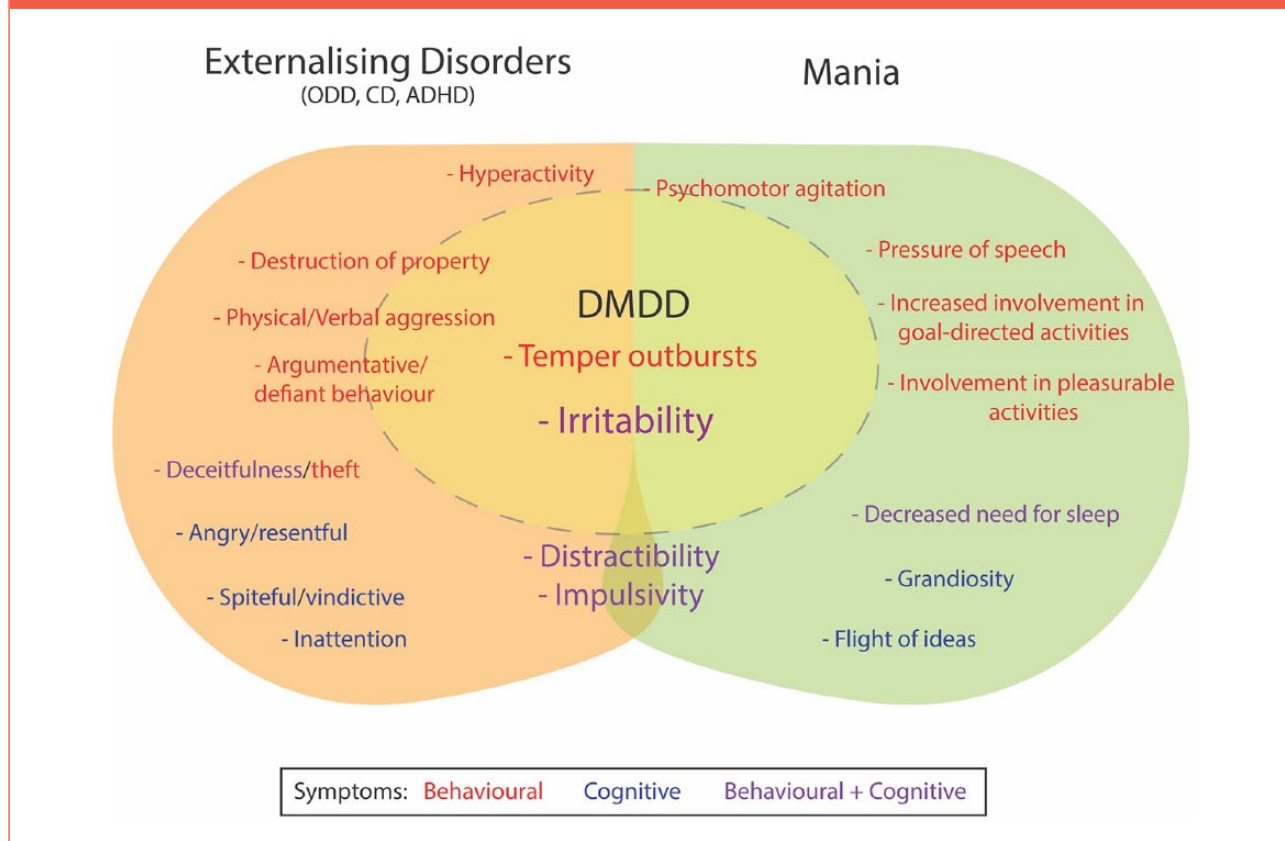 Externalising Disorders
(ODD, CD, ADHD)
Mania
- Hyperactivity
- Psychomotor agitation
- Destruction of property
- Pressure of speech
- Physical/Verbal aggression
- Increased involvement in
goal-directed activities
- Argumentative/
defiant behaviour
- Involvement in pleasurable
activities
DMDD
- Temper outbursts
- Irritability
- Deceitfulness/theft
- Angry/resentful
- Spiteful/vindictive
- Inattention
- Distractibility
- Impulsivity
- Decreased need for sleep
- Grandiosity
- Flight of ideas
Symptoms: Behavioural Cognitive Behavioural + Cognitive